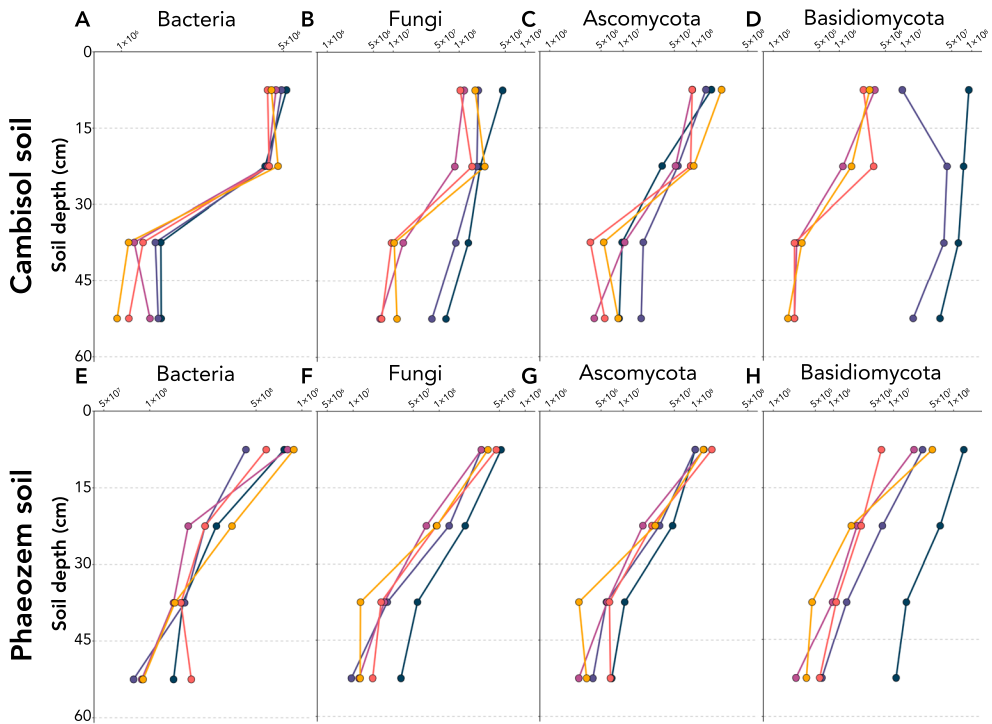 A Bacteria
B Fungi
C Ascomycota
D Basidiomycota
1×10⁸ 5×10⁸
1×10⁶ 5×10⁶ 1×10⁷ 5×10⁷ 1×10⁸ 5×10⁸ 1×10⁹
1×10⁶ 5×10⁶ 1×10⁷ 5×10⁷ 1×10⁸ 5×10⁸
1×10⁵ 5×10⁵ 1×10⁶ 5×10⁶ 1×10⁷ 5×10⁷ 1×10⁸
Cambisol soil
Soil depth (cm)
0
15
30
45
60
E Bacteria
F Fungi
G Ascomycota
H Basidiomycota
5×10⁷ 1×10⁸ 5×10⁸ 1×10⁹
5×10⁶ 1×10⁷ 5×10⁷ 1×10⁸ 5×10⁸ 1×10⁹
1×10⁶ 5×10⁶ 1×10⁷ 5×10⁷ 1×10⁸ 5×10⁸
1×10⁵ 5×10⁵ 1×10⁶ 5×10⁶ 1×10⁷ 5×10⁷ 1×10⁸
Phaeozem soil
Soil depth (cm)
0
15
30
45
60